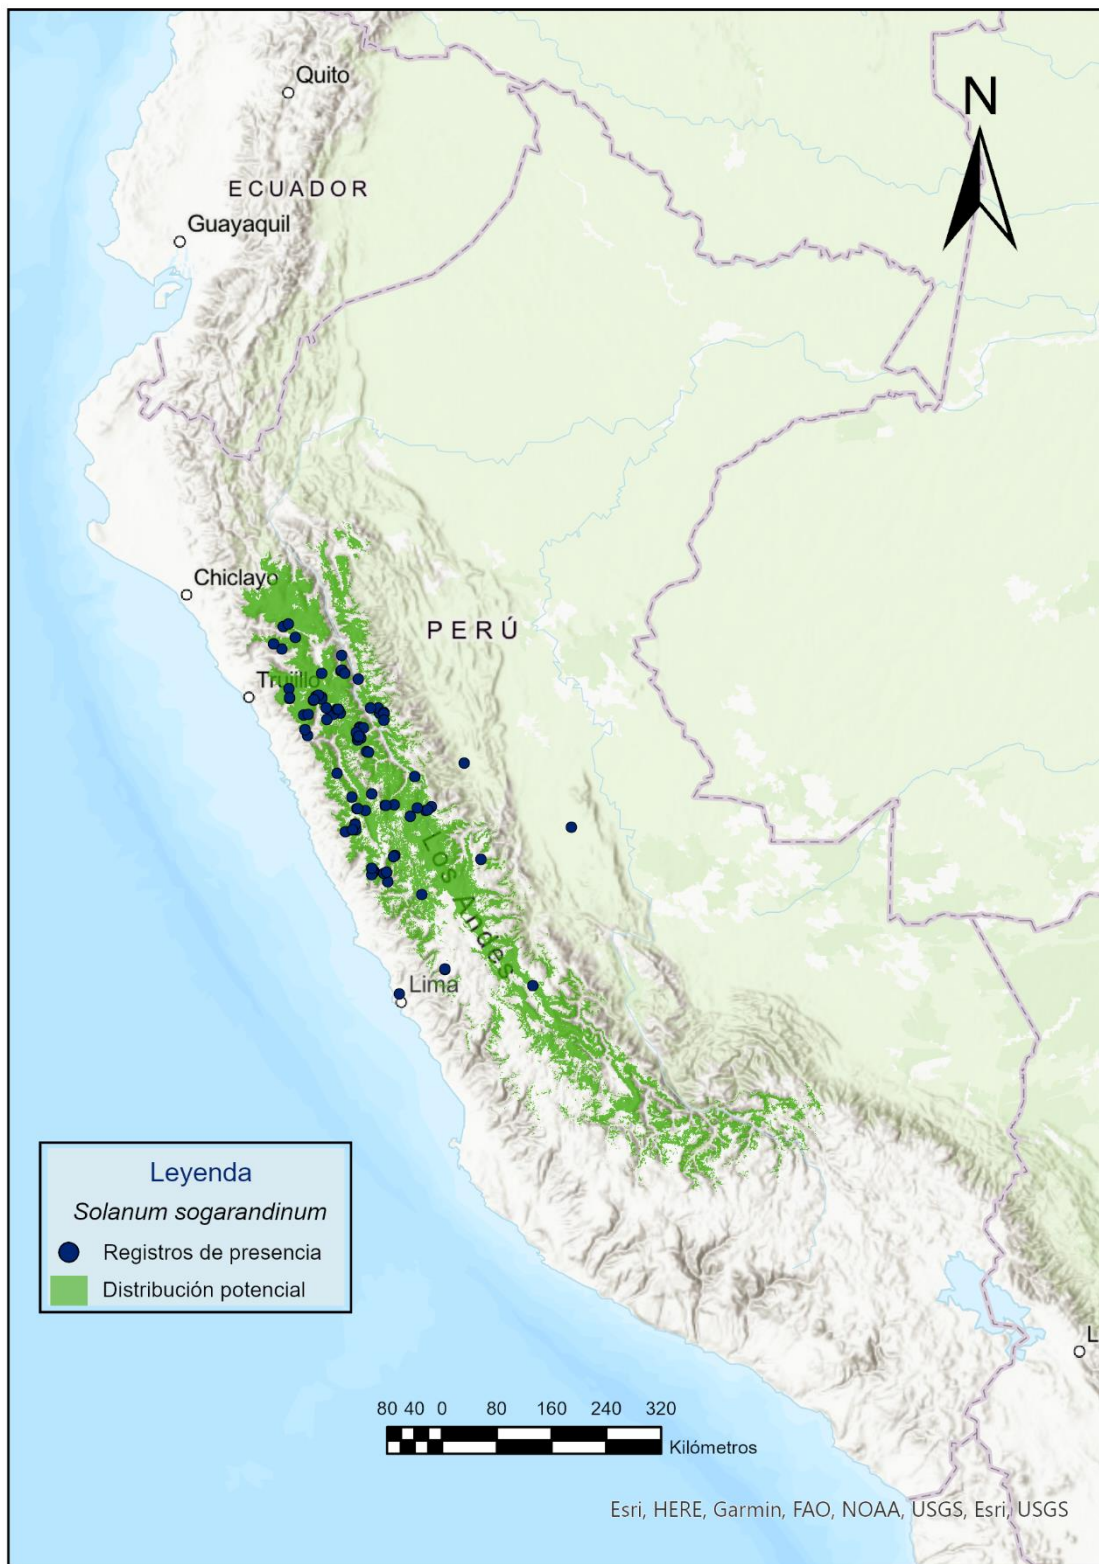 N
Quito
ECUADOR
Guayaquil
Chiclayo
PERÚ
Trujillo
Los Andes
Lima
Leyenda
Solanum sogarandinum
Registros de presencia
Distribución potencial
L
80 40 0 80 160 240 320
Kilómetros
Esri, HERE, Garmin, FAO, NOAA, USGS, Esri, USGS